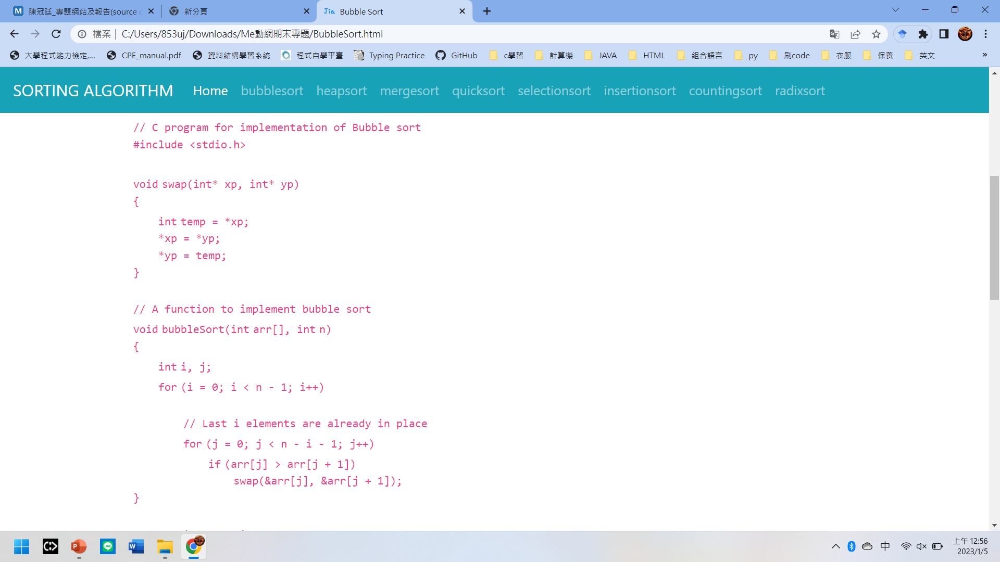 陳冠廷_專題網站及報告(source
新分頁
Jia Bubble Sort
檔案 | C:/Users/853uj/Downloads/Me動網期末專題/BubbleSort.html
大學程式能力檢定,... CPE_manual.pdf 資料結構學習系統 程式自學平臺 Typing Practice GitHub c學習 計算機 JAVA HTML 組合語言 py 刷code 衣服 保養 英文 »
SORTING ALGORITHM Home bubblesort heapsort mergesort quicksort selectionsort insertionsort countingsort radixsort
// C program for implementation of Bubble sort
#include <stdio.h>
void swap(int* xp, int* yp)
{
int temp = *xp;
*xp = *yp;
*yp = temp;
}
// A function to implement bubble sort
void bubbleSort(int arr[], int n)
{
int i, j;
for (i = 0; i < n - 1; i++)
// Last i elements are already in place
for (j = 0; j < n - i - 1; j++)
if (arr[j] > arr[j + 1])
swap(&arr[j], &arr[j + 1]);
}
中
上午 12:56
2023/1/5